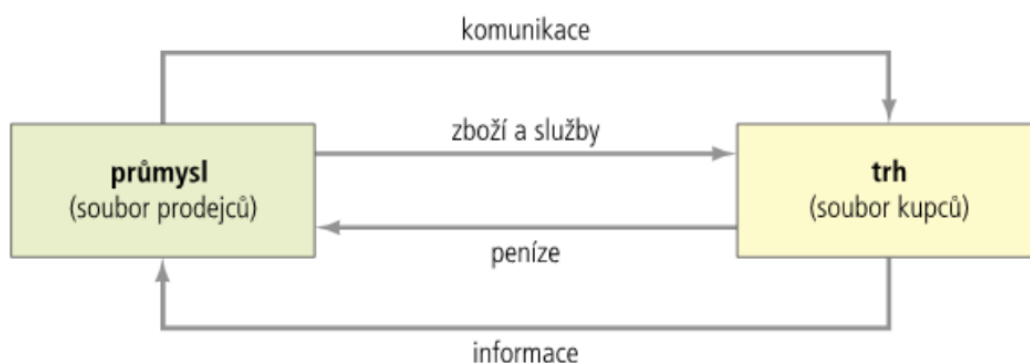 komunikace
zboží a služby
průmysl
(soubor prodejců)
trh
(soubor kupců)
peníze
informace